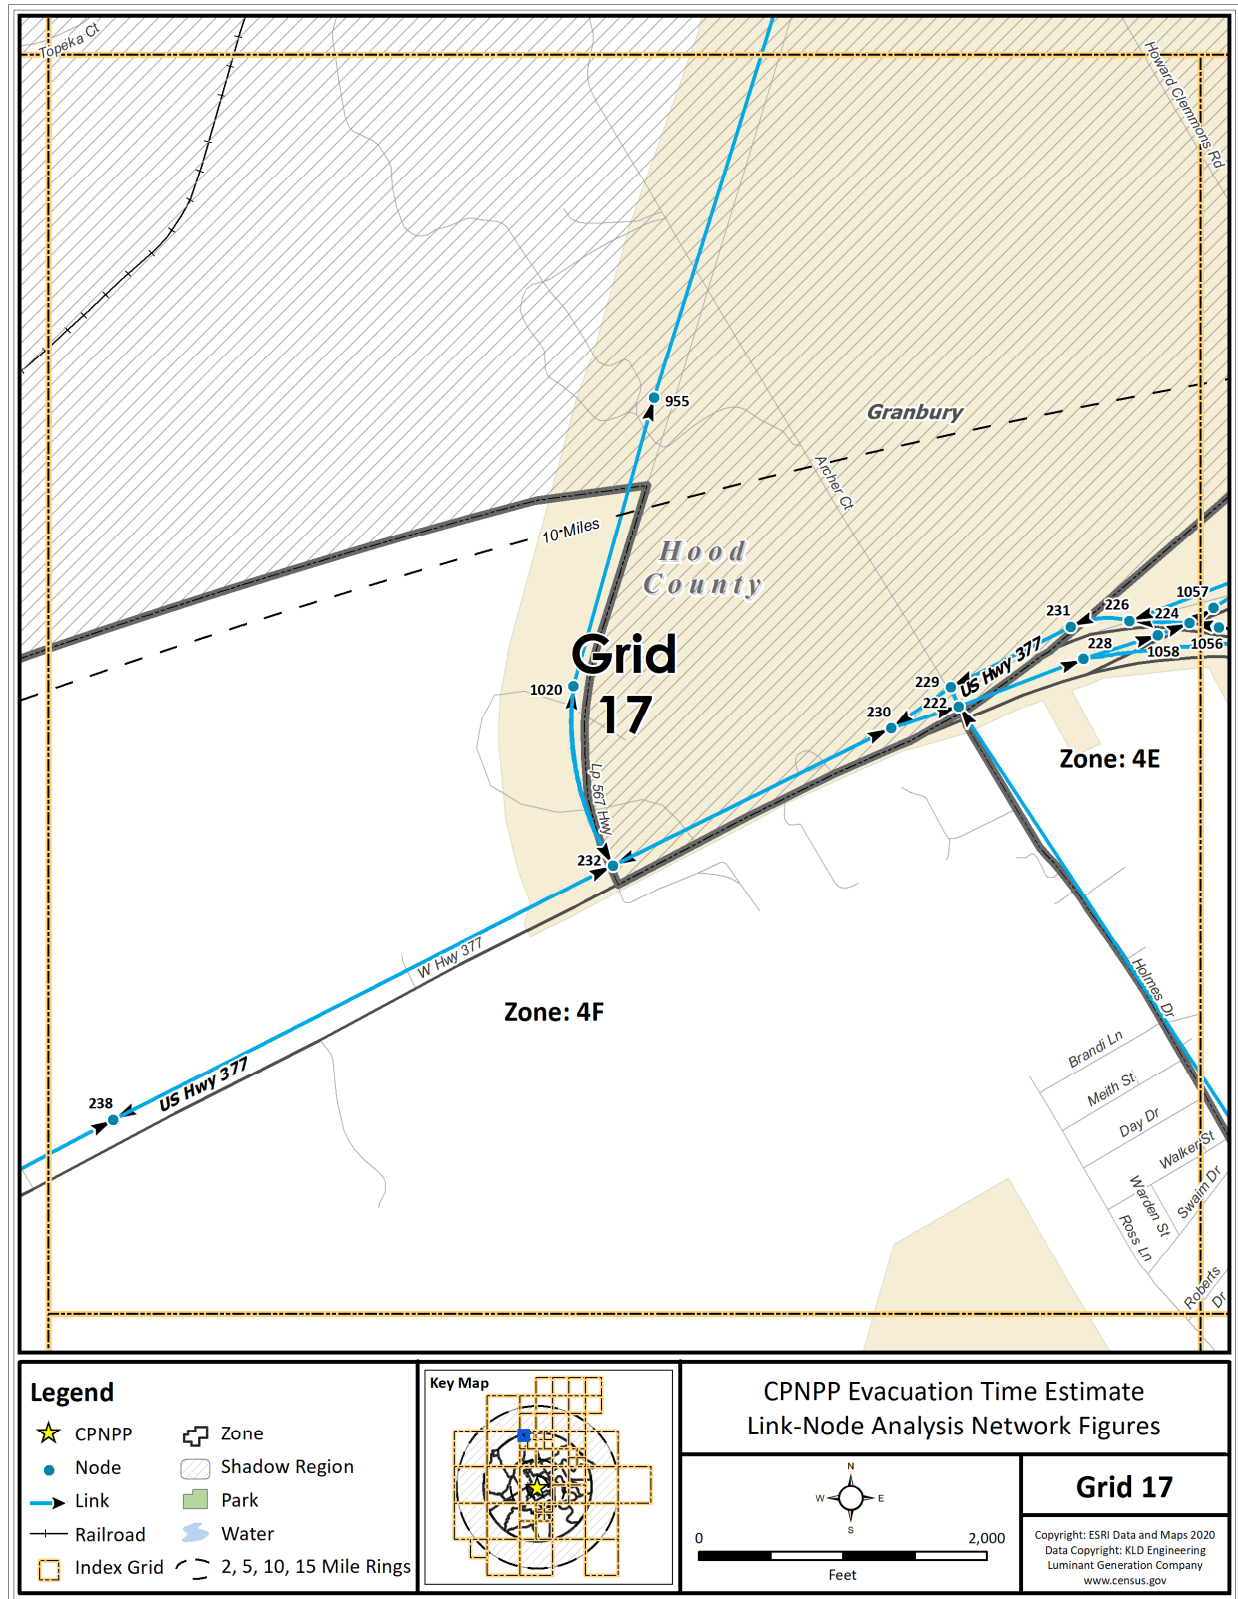 Topeka Ct
Howard Clemmons Rd
955
Granbury
Archer Ct
10 Miles
Hood
County
1057
226
231
224
228
1058
1056
Grid
17
US Hwy 377
229
222
1020
230
Zone: 4E
Lp 567 Hwy
232
W Hwy 377
Holmes Dr
Zone: 4F
Brandi Ln
US Hwy 377
Meith St
238
Day Dr
Walker St
Warden St
Swaim Dr
Ross Ln
Roberts
Dr
Legend
CPNPP
Zone
Node
Shadow Region
Link
Park
Railroad
Water
Index Grid
2, 5, 10, 15 Mile Rings
Key Map
CPNPP Evacuation Time Estimate
Link-Node Analysis Network Figures
N
W
E
S
0
2,000
Feet
Grid 17
Copyright: ESRI Data and Maps 2020
Data Copyright: KLD Engineering
Luminant Generation Company
www.census.gov